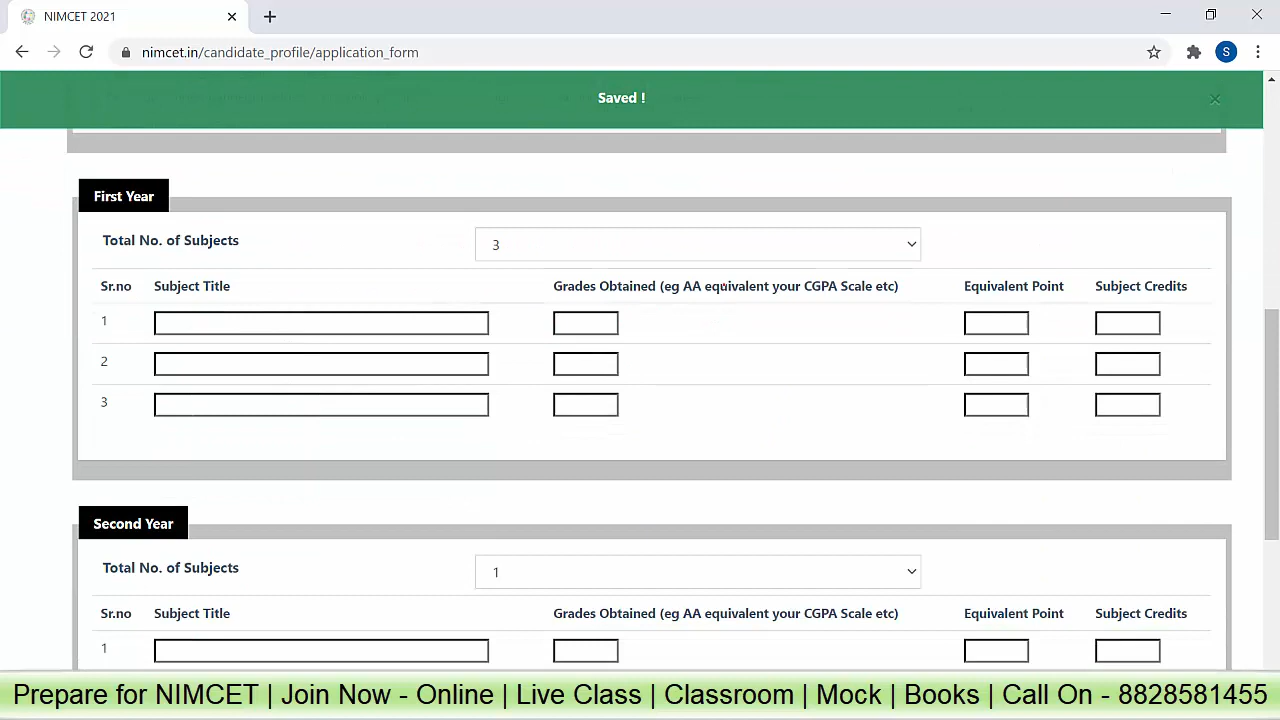 NIMCET 2021
nimcet.in/candidate_profile/application_form
S
Saved !
First Year
Total No. of Subjects
3
Sr.no Subject Title Grades Obtained (eg AA equivalent your CGPA Scale etc) Equivalent Point Subject Credits
1
2
3
Second Year
Total No. of Subjects
1
Sr.no Subject Title Grades Obtained (eg AA equivalent your CGPA Scale etc) Equivalent Point Subject Credits
1
Prepare for NIMCET | Join Now - Online | Live Class | Classroom | Mock | Books | Call On - 8828581455